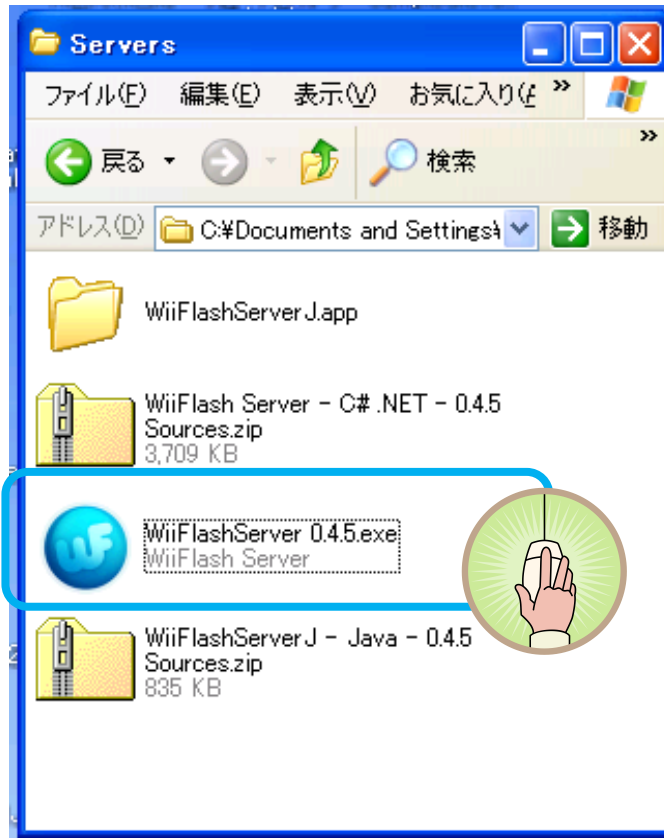 Servers
ファイル(F) 編集(E) 表示(V) お気に入り(A »
戻る 検索 »
アドレス(D) C:¥Documents and Settings¥ 移動
WiiFlashServerJ.app
WiiFlash Server - C# .NET - 0.4.5
Sources.zip
3,709 KB
WiiFlashServer 0.4.5.exe
WiiFlash Server
WiiFlashServerJ - Java - 0.4.5
Sources.zip
835 KB